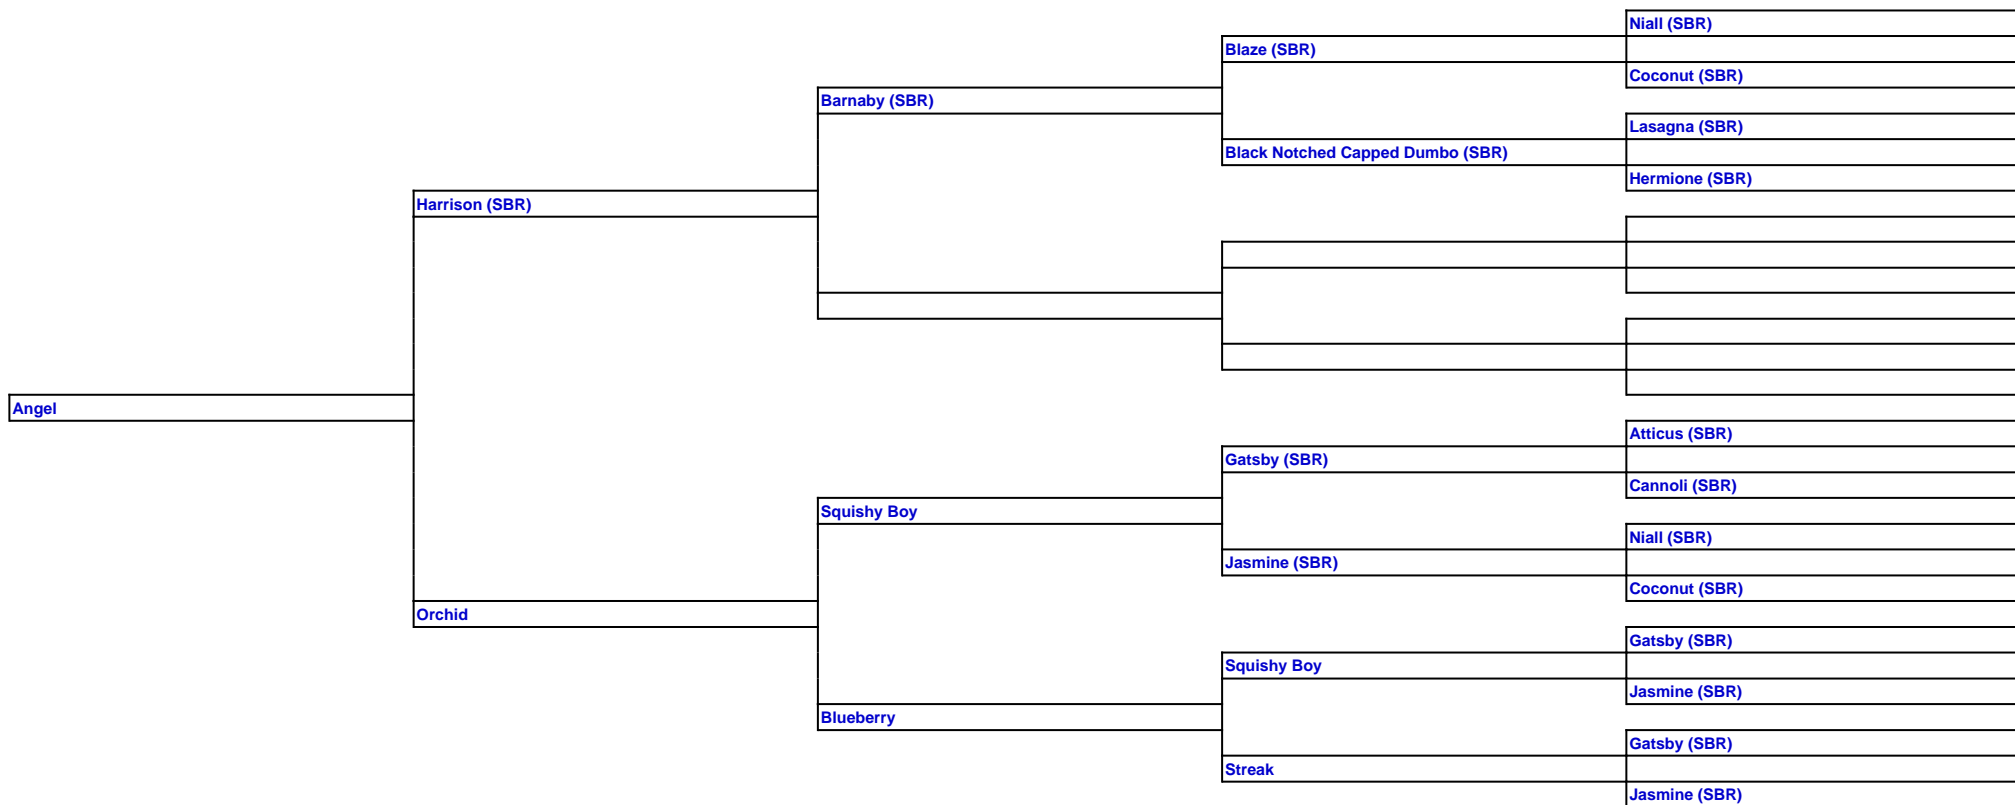 Niall (SBR)
Blaze (SBR)
Coconut (SBR)
Barnaby (SBR)
Lasagna (SBR)
Black Notched Capped Dumbo (SBR)
Hermione (SBR)
Harrison (SBR)
Angel
Atticus (SBR)
Gatsby (SBR)
Cannoli (SBR)
Squishy Boy
Niall (SBR)
Jasmine (SBR)
Coconut (SBR)
Orchid
Gatsby (SBR)
Squishy Boy
Jasmine (SBR)
Blueberry
Gatsby (SBR)
Streak
Jasmine (SBR)